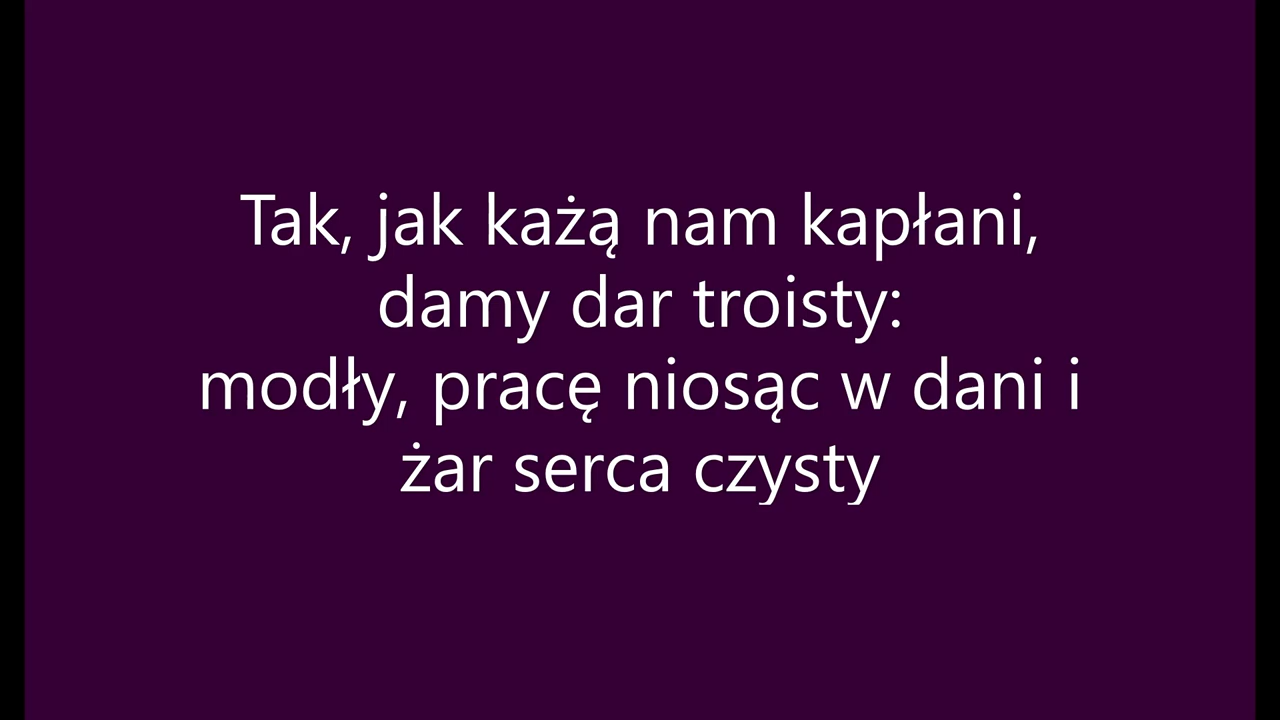 Tak, jak każą nam kapłani,
damy dar troisty:
modły, pracę niosąc w dani i
żar serca czysty